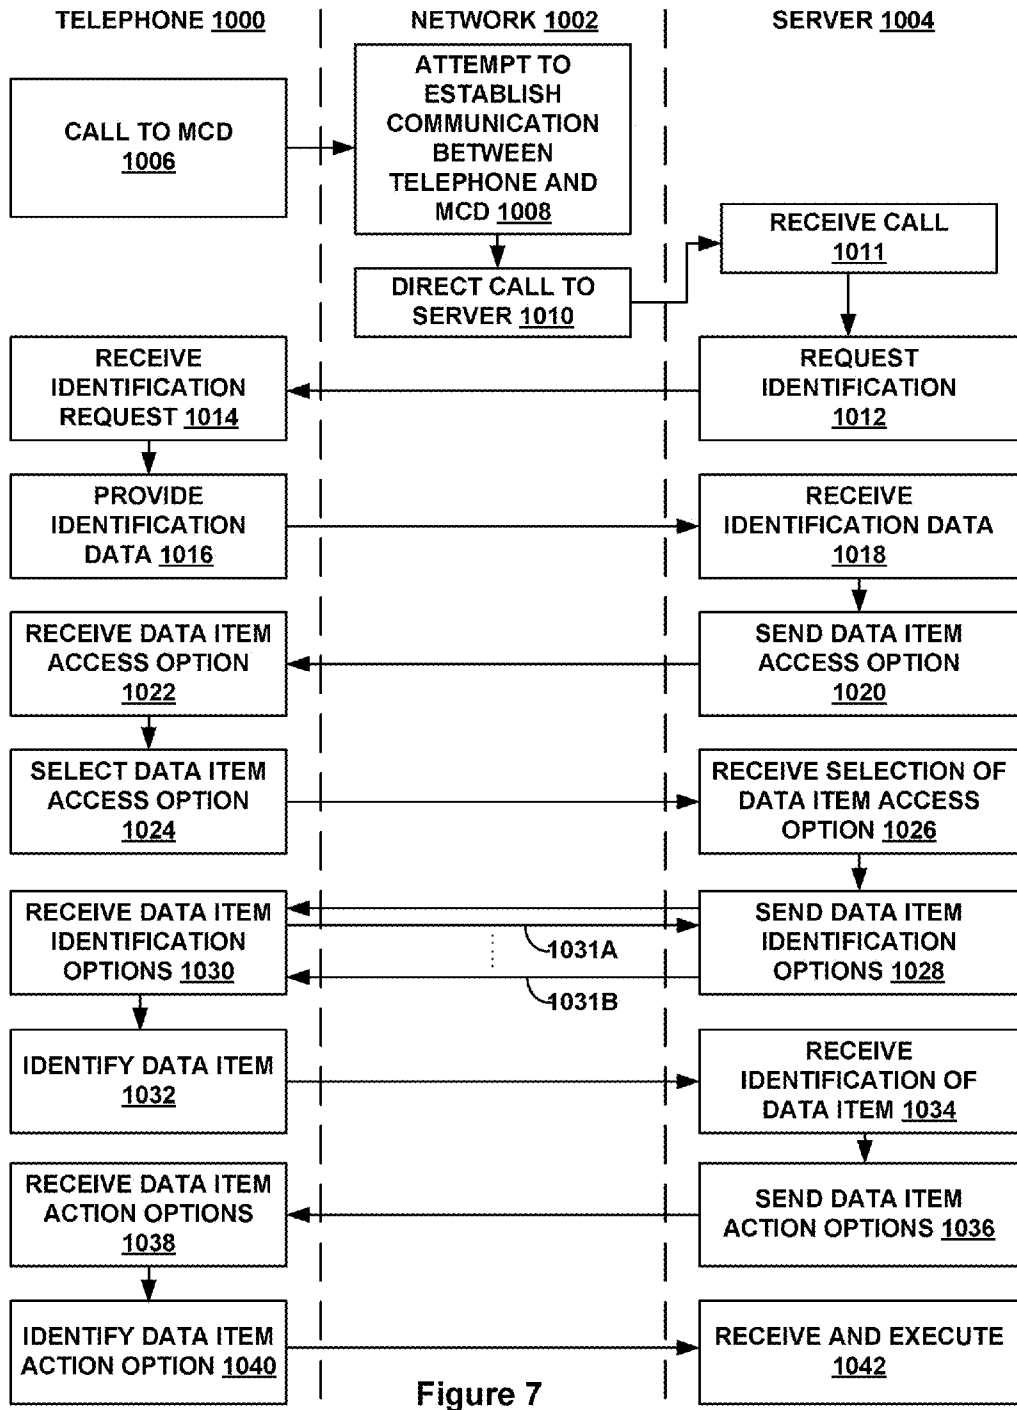 TELEPHONE 1000
NETWORK 1002
SERVER 1004
CALL TO MCD
1006
ATTEMPT TO
ESTABLISH
COMMUNICATION
BETWEEN
TELEPHONE AND
MCD 1008
RECEIVE CALL
1011
DIRECT CALL TO
SERVER 1010
RECEIVE
IDENTIFICATION
REQUEST 1014
REQUEST
IDENTIFICATION
1012
PROVIDE
IDENTIFICATION
DATA 1016
RECEIVE
IDENTIFICATION DATA
1018
RECEIVE DATA ITEM
ACCESS OPTION
1022
SEND DATA ITEM
ACCESS OPTION
1020
SELECT DATA ITEM
ACCESS OPTION
1024
RECEIVE SELECTION OF
DATA ITEM ACCESS
OPTION 1026
RECEIVE DATA ITEM
IDENTIFICATION
OPTIONS 1030
1031A
1031B
SEND DATA ITEM
IDENTIFICATION
OPTIONS 1028
IDENTIFY DATA ITEM
1032
RECEIVE
IDENTIFICATION OF
DATA ITEM 1034
RECEIVE DATA ITEM
ACTION OPTIONS
1038
SEND DATA ITEM
ACTION OPTIONS 1036
IDENTIFY DATA ITEM
ACTION OPTION 1040
RECEIVE AND EXECUTE
1042
Figure 7